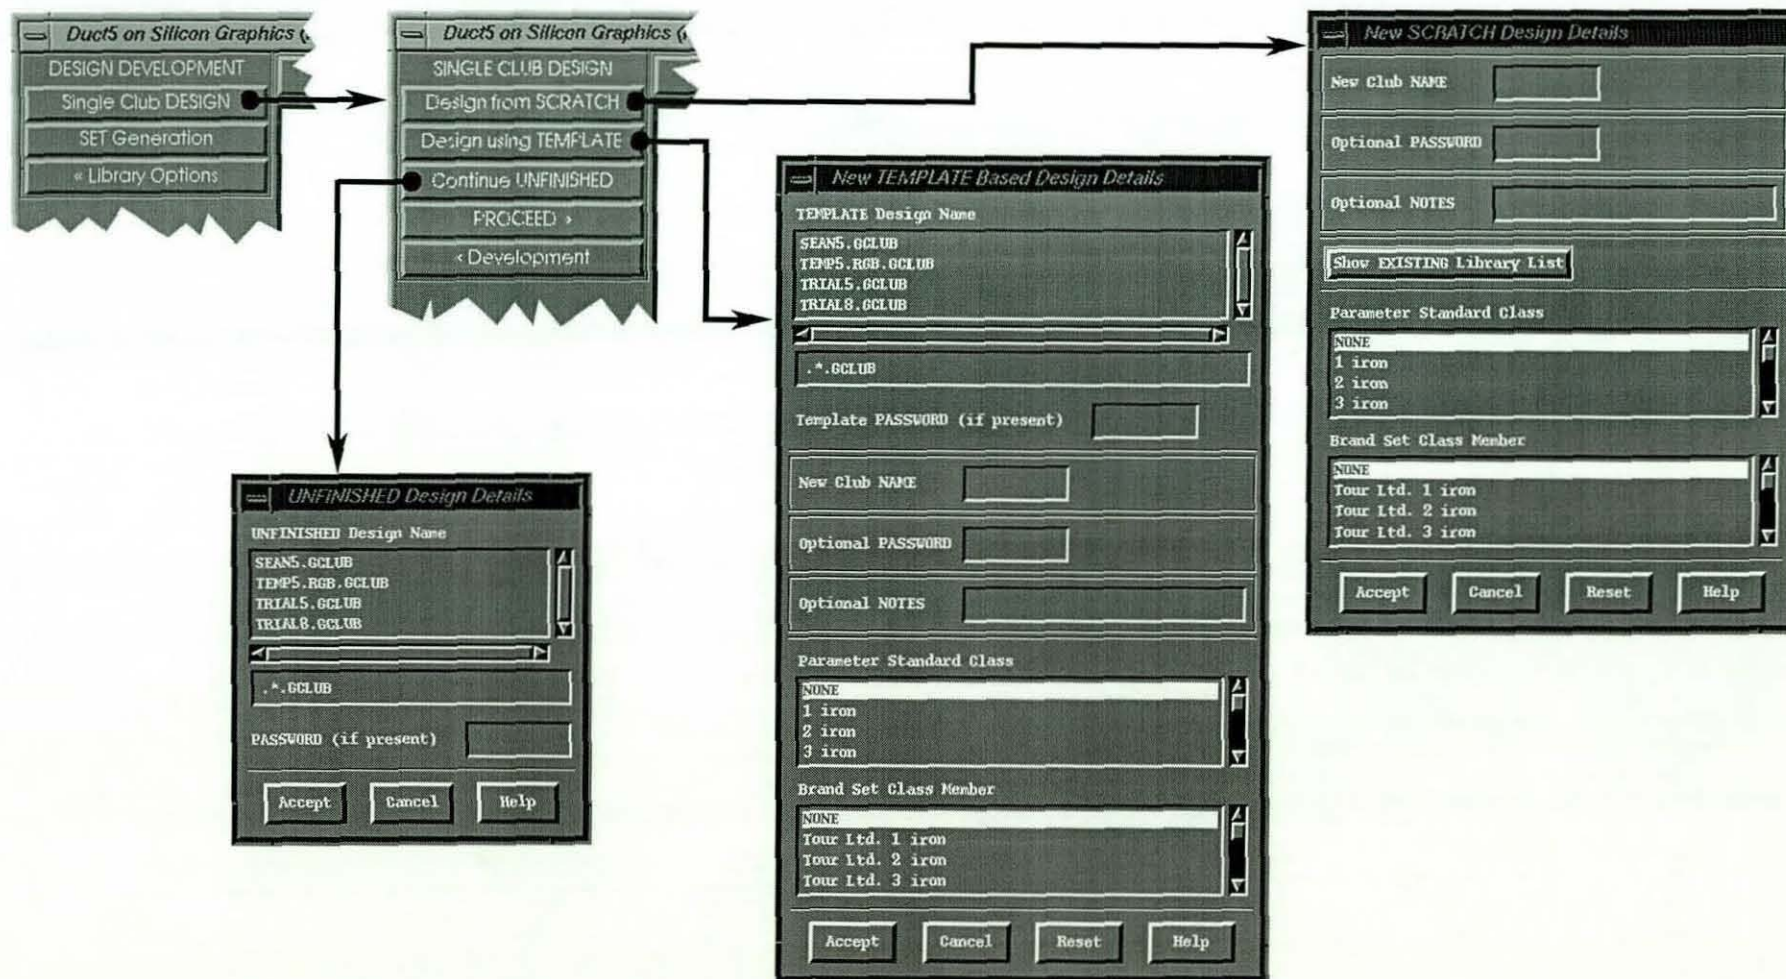 Duct5 on Silicon Graphics (
DESIGN DEVELOPMENT
Single Club DESIGN
SET Generation
« Library Options
Duct5 on Silicon Graphics (
SINGLE CLUB DESIGN
Design from SCRATCH
Design using TEMPLATE
Continue UNFINISHED
PROCEED ›
‹ Development
UNFINISHED Design Details
UNFINISHED Design Name
SEAN5.GCLUB
TEMP5.RGB.GCLUB
TRIAL5.GCLUB
TRIAL8.GCLUB
.*.GCLUB
PASSWORD (if present)
Accept Cancel Help
New TEMPLATE Based Design Details
TEMPLATE Design Name
SEAN5.GCLUB
TEMP5.RGB.GCLUB
TRIAL5.GCLUB
TRIAL8.GCLUB
.*.GCLUB
Template PASSWORD (if present)
New Club NAME
Optional PASSWORD
Optional NOTES
Parameter Standard Class
NONE
1 iron
2 iron
3 iron
Brand Set Class Member
NONE
Tour Ltd. 1 iron
Tour Ltd. 2 iron
Tour Ltd. 3 iron
Accept Cancel Reset Help
New SCRATCH Design Details
New Club NAME
Optional PASSWORD
Optional NOTES
Show EXISTING Library List
Parameter Standard Class
NONE
1 iron
2 iron
3 iron
Brand Set Class Member
NONE
Tour Ltd. 1 iron
Tour Ltd. 2 iron
Tour Ltd. 3 iron
Accept Cancel Reset Help